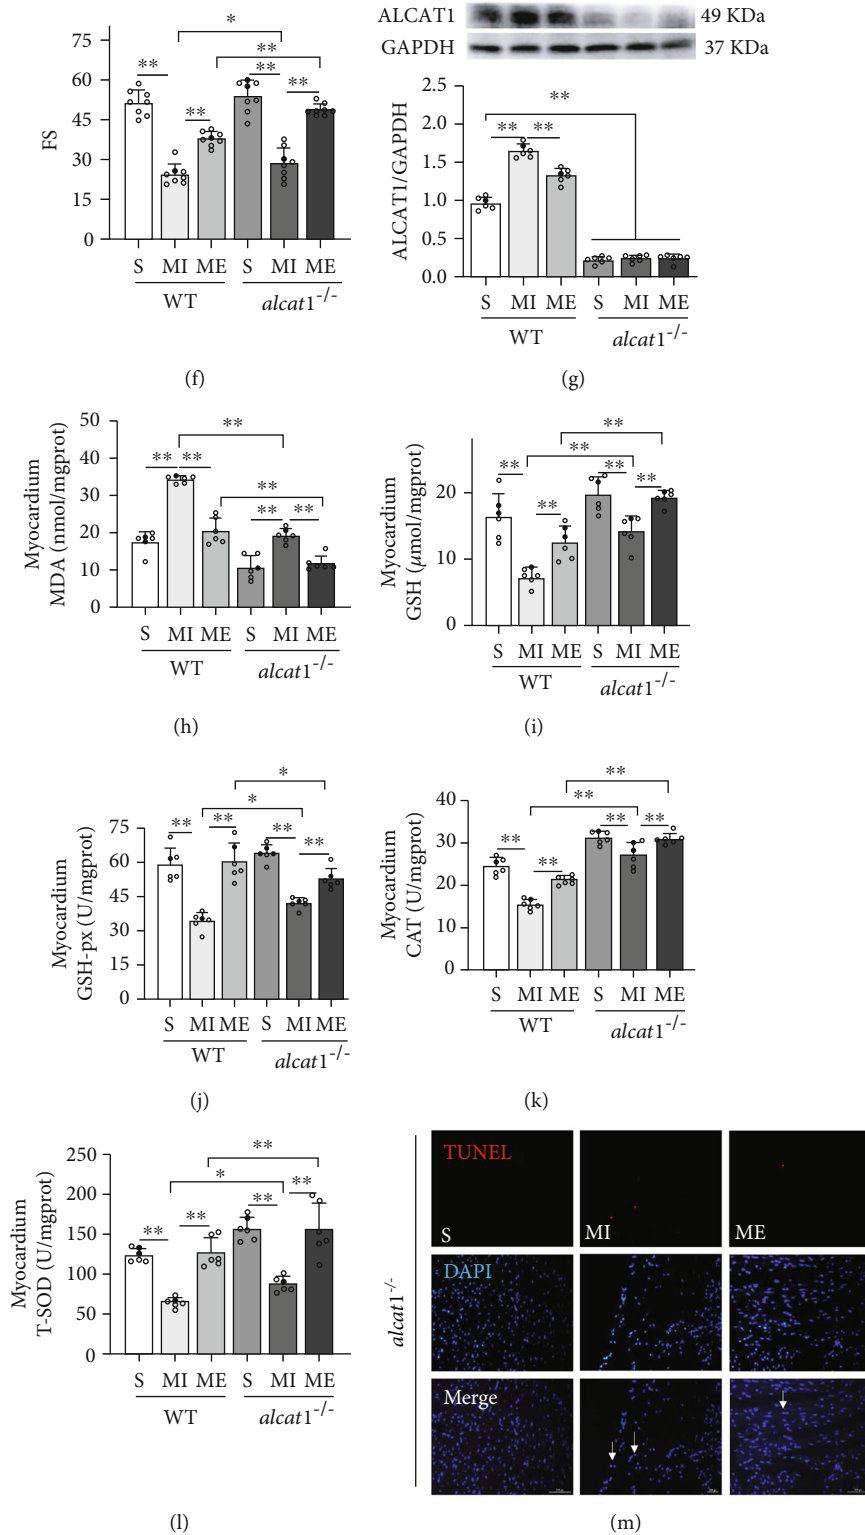 FS
75
60
45
30
15
0
* ** ** ** ** **
S MI ME S MI ME
WT alcat1-/-
(f)
ALCAT1 49 KDa
GAPDH 37 KDa
ALCAT1/GAPDH
2.5
2.0
1.5
1.0
0.5
0.0
** ** **
S MI ME S MI ME
WT alcat1-/-
(g)
Myocardium
MDA (nmol/mgprot)
50
40
30
20
10
0
** ** ** ** ** **
S MI ME S MI ME
WT alcat1-/-
(h)
Myocardium
GSH (μmol/mgprot)
20
10
0
** ** ** ** ** **
S MI ME S MI ME
WT alcat1-/-
(i)
Myocardium
GSH-px (U/mgprot)
75
60
45
30
15
0
* * ** ** ** **
S MI ME S MI ME
WT alcat1-/-
(j)
Myocardium
CAT (U/mgprot)
40
30
20
10
0
** ** ** ** ** **
S MI ME S MI ME
WT alcat1-/-
(k)
Myocardium
T-SOD (U/mgprot)
250
200
150
100
50
0
** * ** ** ** **
S MI ME S MI ME
WT alcat1-/-
(l)
alcat1-/-
TUNEL
S MI ME
DAPI
Merge
(m)